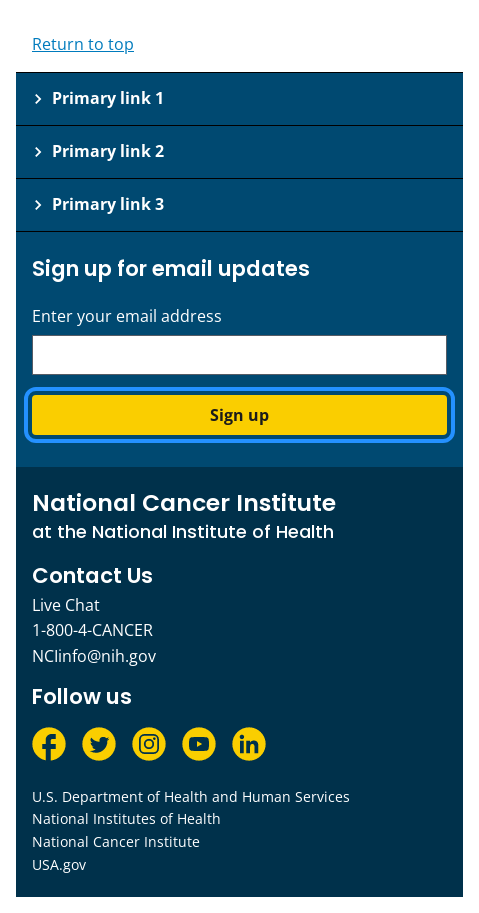 Return to top
Primary link 1
Primary link 2
Primary link 3
Sign up for email updates
Enter your email address
Sign up
National Cancer Institute
at the National Institute of Health
Contact Us
Live Chat
1-800-4-CANCER
NCIinfo@nih.gov
Follow us
U.S. Department of Health and Human Services
National Institutes of Health
National Cancer Institute
USA.gov